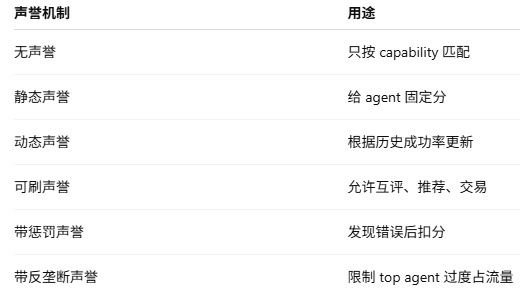 声誉机制 用途
无声誉 只按 capability 匹配
静态声誉 给 agent 固定分
动态声誉 根据历史成功率更新
可刷声誉 允许互评、推荐、交易
带惩罚声誉 发现错误后扣分
带反垄断声誉 限制 top agent 过度占流量